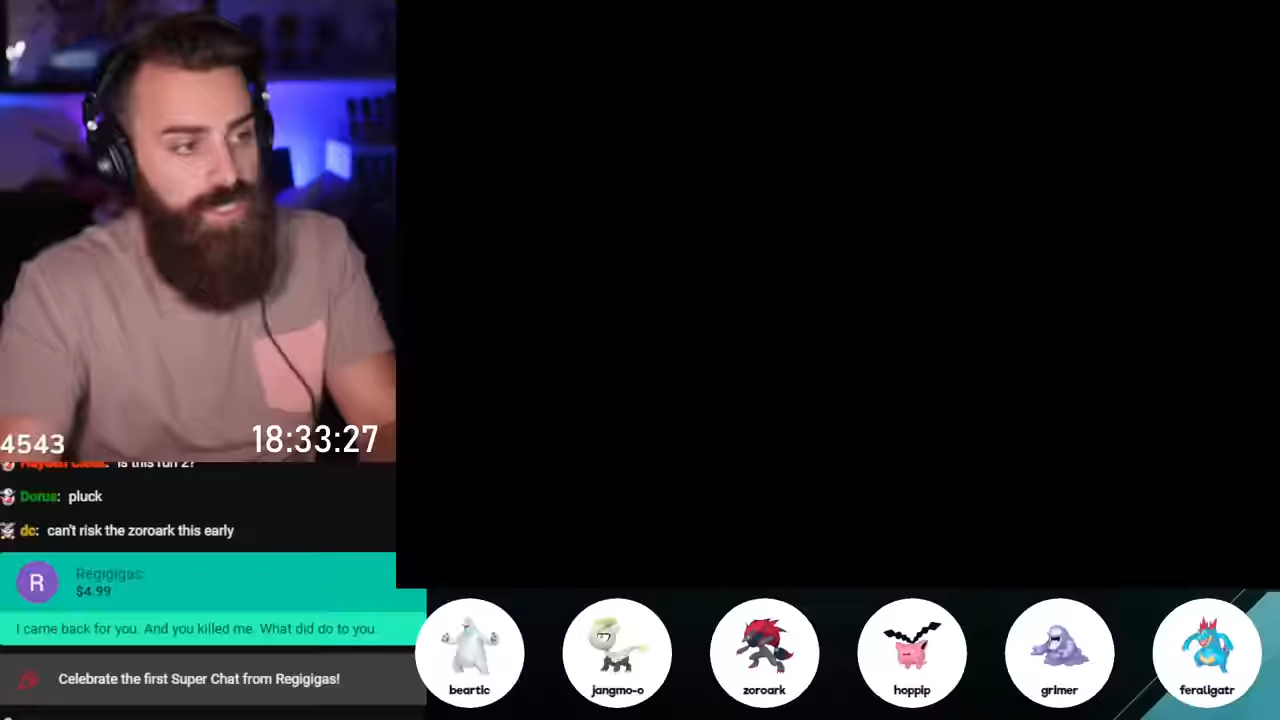 4543
18:33:27
is this run 2?
Dorus: pluck
dc: can't risk the zoroark this early
R
Regigigas:
$4.99
I came back for you. And you killed me. What did do to you.
Celebrate the first Super Chat from Regigigas!
beartic
jangmo-o
zoroark
hoppip
grimer
feraligatr